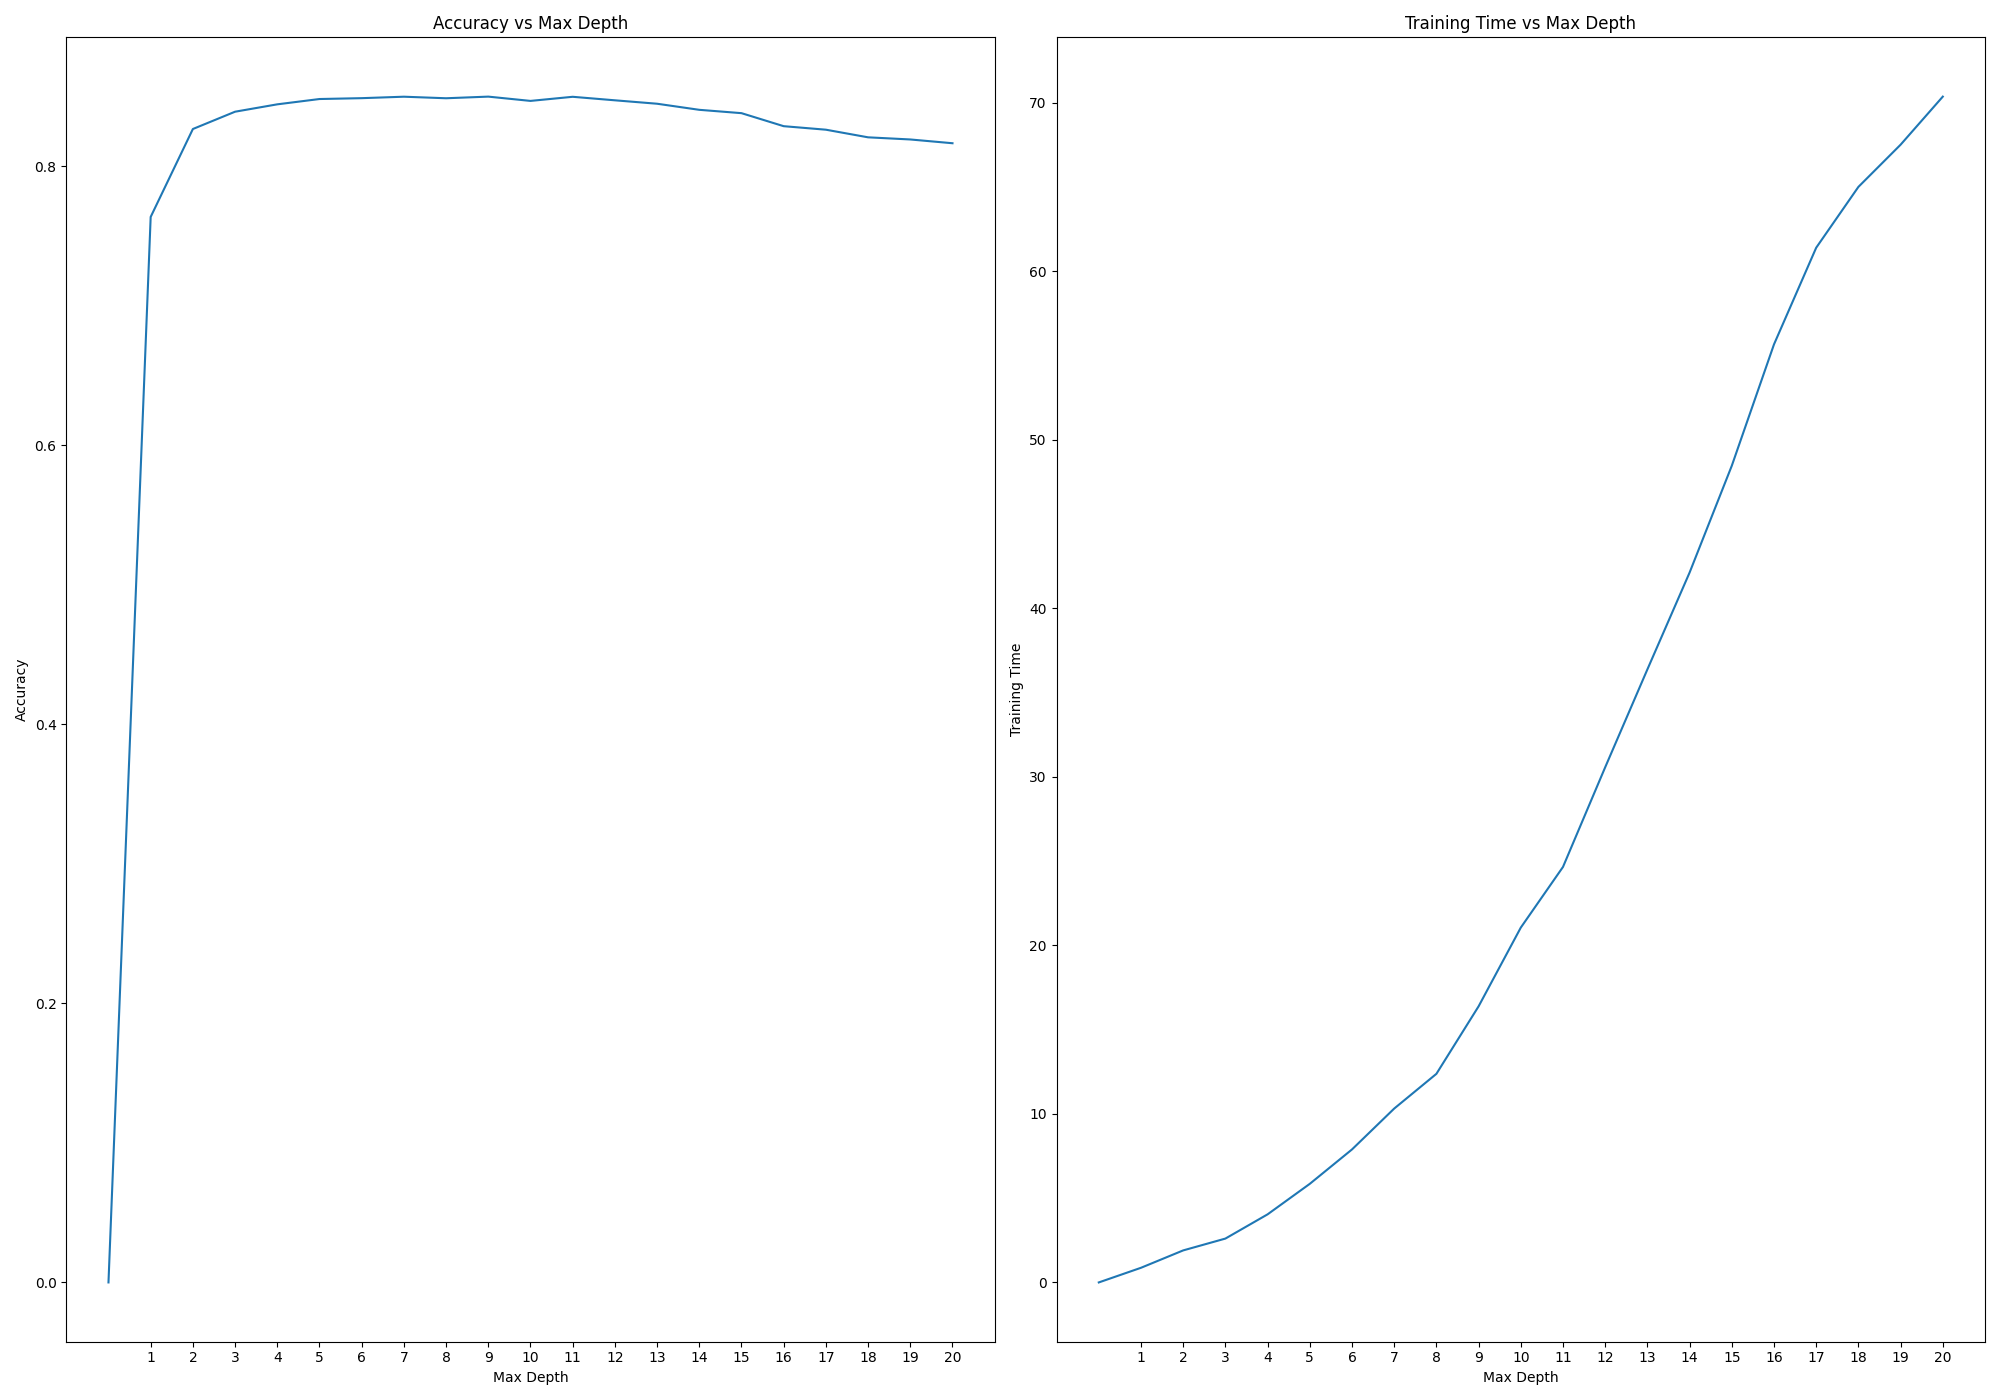 Accuracy vs Max Depth
Accuracy
0.8
0.6
0.4
0.2
0.0
1 2 3 4 5 6 7 8 9 10 11 12 13 14 15 16 17 18 19 20
Max Depth
Training Time vs Max Depth
Training Time
70
60
50
40
30
20
10
0
1 2 3 4 5 6 7 8 9 10 11 12 13 14 15 16 17 18 19 20
Max Depth